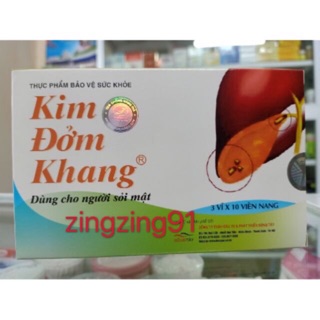 THỰC PHẨM BẢO VỆ SỨC KHỎE
Kim
Đởm
Khang®
Dùng cho người sỏi mật
zingzing91
3 VỈ X 10 VIÊN NANG